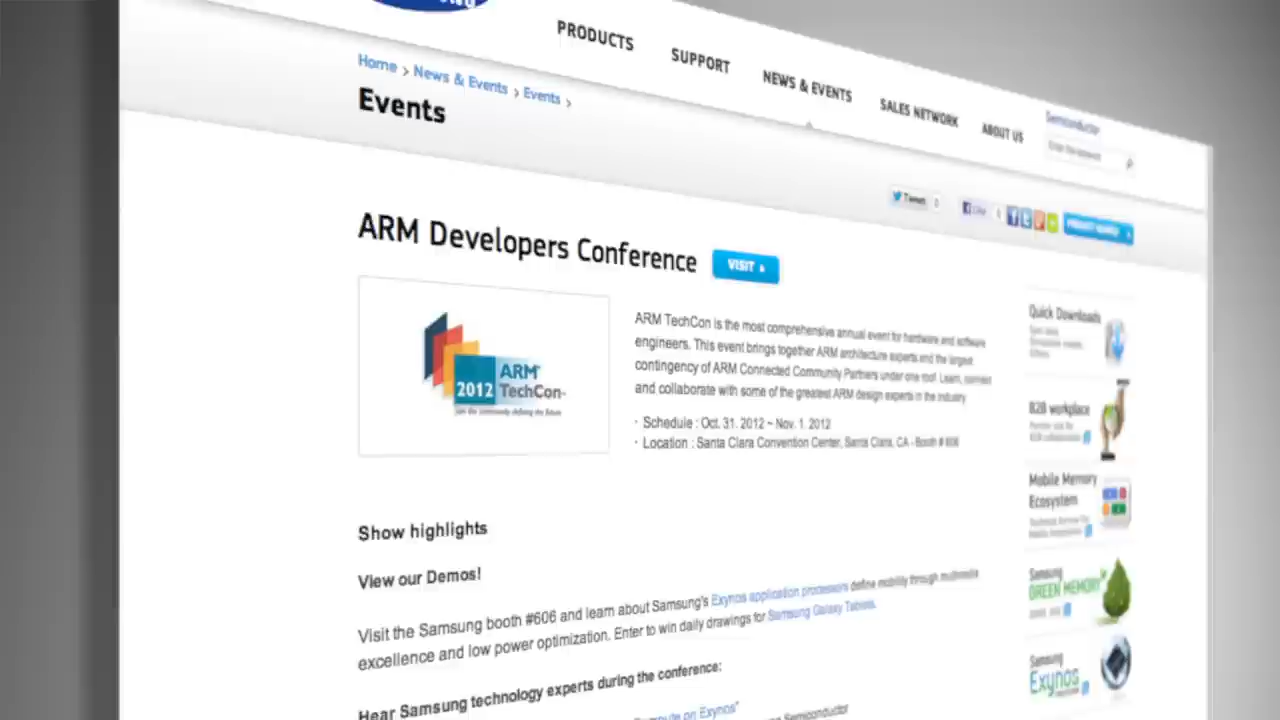 PRODUCTS
SUPPORT
NEWS & EVENTS
SALES NETWORK
ABOUT US
Semiconductor
Home > News & Events > Events >
Events
Tweet 0
Like
ARM Developers Conference
VISIT
ARM
2012 TechCon
ARM TechCon is the most comprehensive annual event for hardware and software
engineers. This event brings together ARM architecture experts and the largest
contingency of ARM Connected Community Partners under one roof. Learn, connect
and collaborate with some of the greatest ARM design experts in the industry
· Schedule : Oct. 31. 2012 ~ Nov. 1. 2012
· Location : Santa Clara Convention Center, Santa Clara, CA - Booth # 606
Quick Downloads
B2B workplace
Mobile Memory
Ecosystem
Samsung
GREEN MEMORY
Samsung
Exynos
Show highlights
View our Demos!
Visit the Samsung booth #606 and learn about Samsung's Exynos application processors define mobility through multimedia
excellence and low power optimization. Enter to win daily drawings for Samsung Galaxy Tablets.
Hear Samsung technology experts during the conference:
on Exynos"
Semiconductor